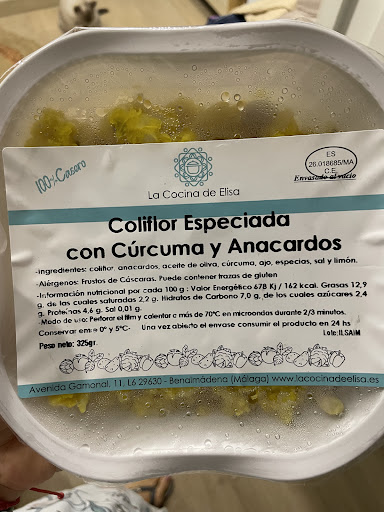 100% Casero
La Cocina de Elisa
ES
26.018685/MA
C.E.
Envasado al vacío
Coliflor Especiada
con Cúrcuma y Anacardos
-Ingredientes: coliflor, anacardos, aceite de oliva, cúrcuma, ajo, especias, sal y limón.
-Alérgenos: Frutos de Cáscaras. Puede contener trazas de gluten
-Información nutricional por cada 100 g : Valor Energético 678 Kj / 162 kcal. Grasas 12,9
g, de las cuales saturadas 2,2 g. Hidratos de Carbono 7,0 g, de los cuales azúcares 2,4
g. Proteínas 4,6 g. Sal 0,01 g.
-Modo de uso: Perforar el film y calentar a más de 70ºC en microondas durante 2/3 minutos.
Conservar entre 0º y 5ºC- Una vez abierto el envase consumir el producto en 24 hs
Peso neto: 325gr.
Lote:
Avenida Gamonal, 11, L6 29630 - Benalmádena (Málaga) www.lacocinadeelisa.es